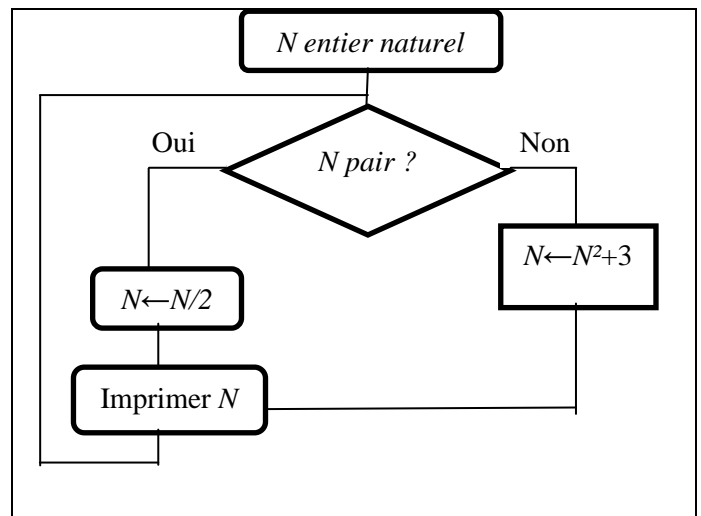 N entier naturel
Oui
Non
N pair ?
N←N²+3
N←N/2
Imprimer N